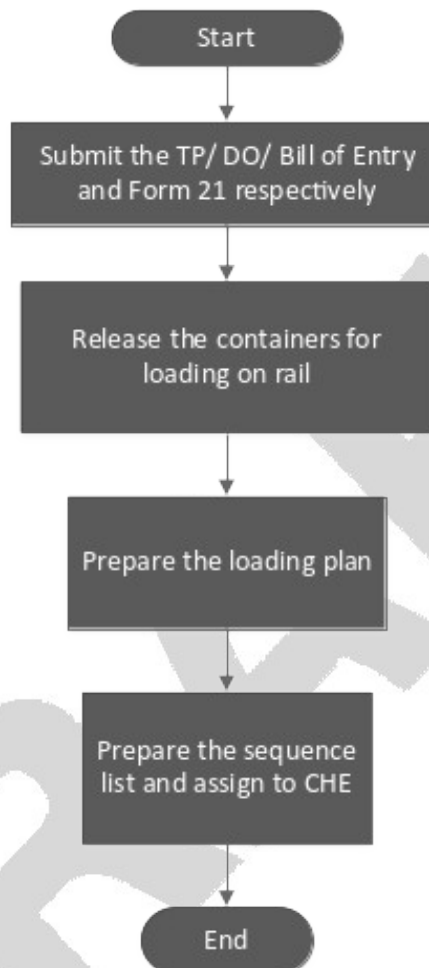 Start
Submit the TP/ DO/ Bill of Entry
and Form 21 respectively
Release the containers for
loading on rail
Prepare the loading plan
Prepare the sequence
list and assign to CHE
End